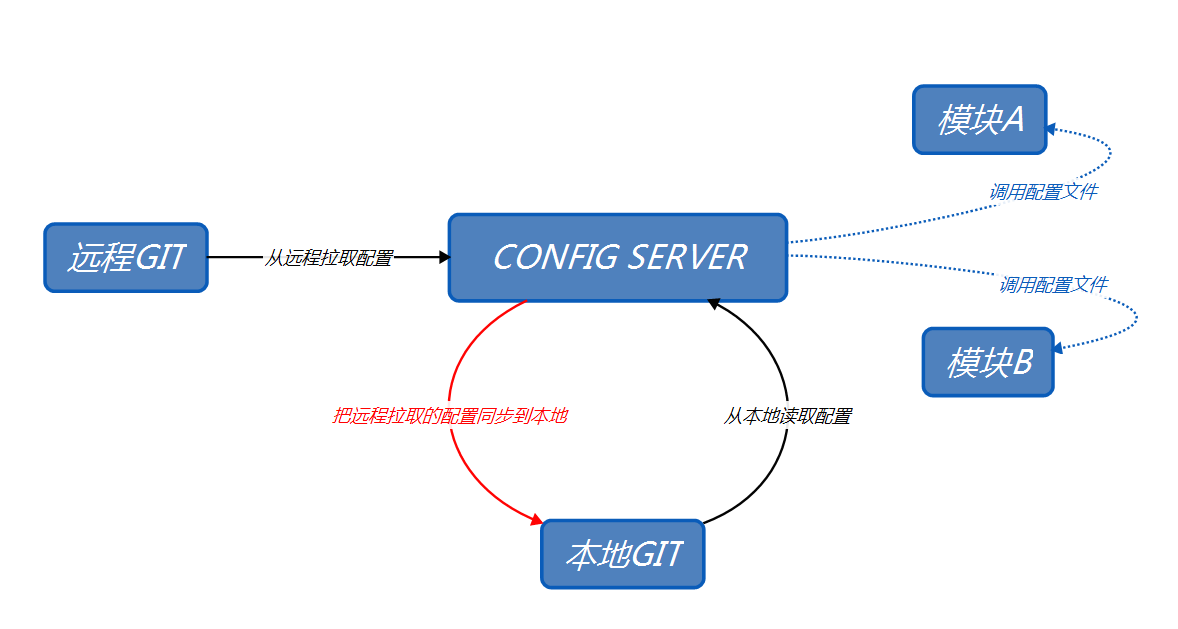 模块A
调用配置文件
远程GIT
从远程拉取配置
CONFIG SERVER
调用配置文件
模块B
把远程拉取的配置同步到本地
从本地读取配置
本地GIT